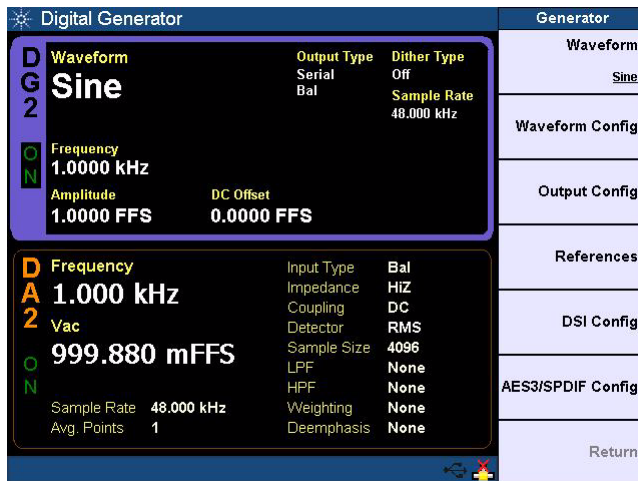 Digital Generator
Generator
DG2
ON
Waveform
Sine
Output Type
Serial
Bal
Dither Type
Off
Sample Rate
48.000 kHz
Frequency
1.0000 kHz
Amplitude
1.0000 FFS
DC Offset
0.0000 FFS
DA2
ON
Frequency
1.000 kHz
Vac
999.880 mFFS
Sample Rate 48.000 kHz
Avg. Points 1
Input Type Bal
Impedance HiZ
Coupling DC
Detector RMS
Sample Size 4096
LPF None
HPF None
Weighting None
Deemphasis None
Waveform
Sine
Waveform Config
Output Config
References
DSI Config
AES3/SPDIF Config
Return